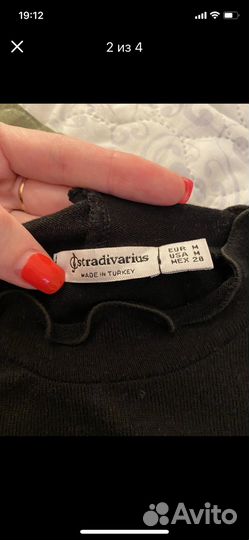 19:12
2 из 4
stradivarius
MADE IN TURKEY
EUR M
USA M
MEX 28
Avito